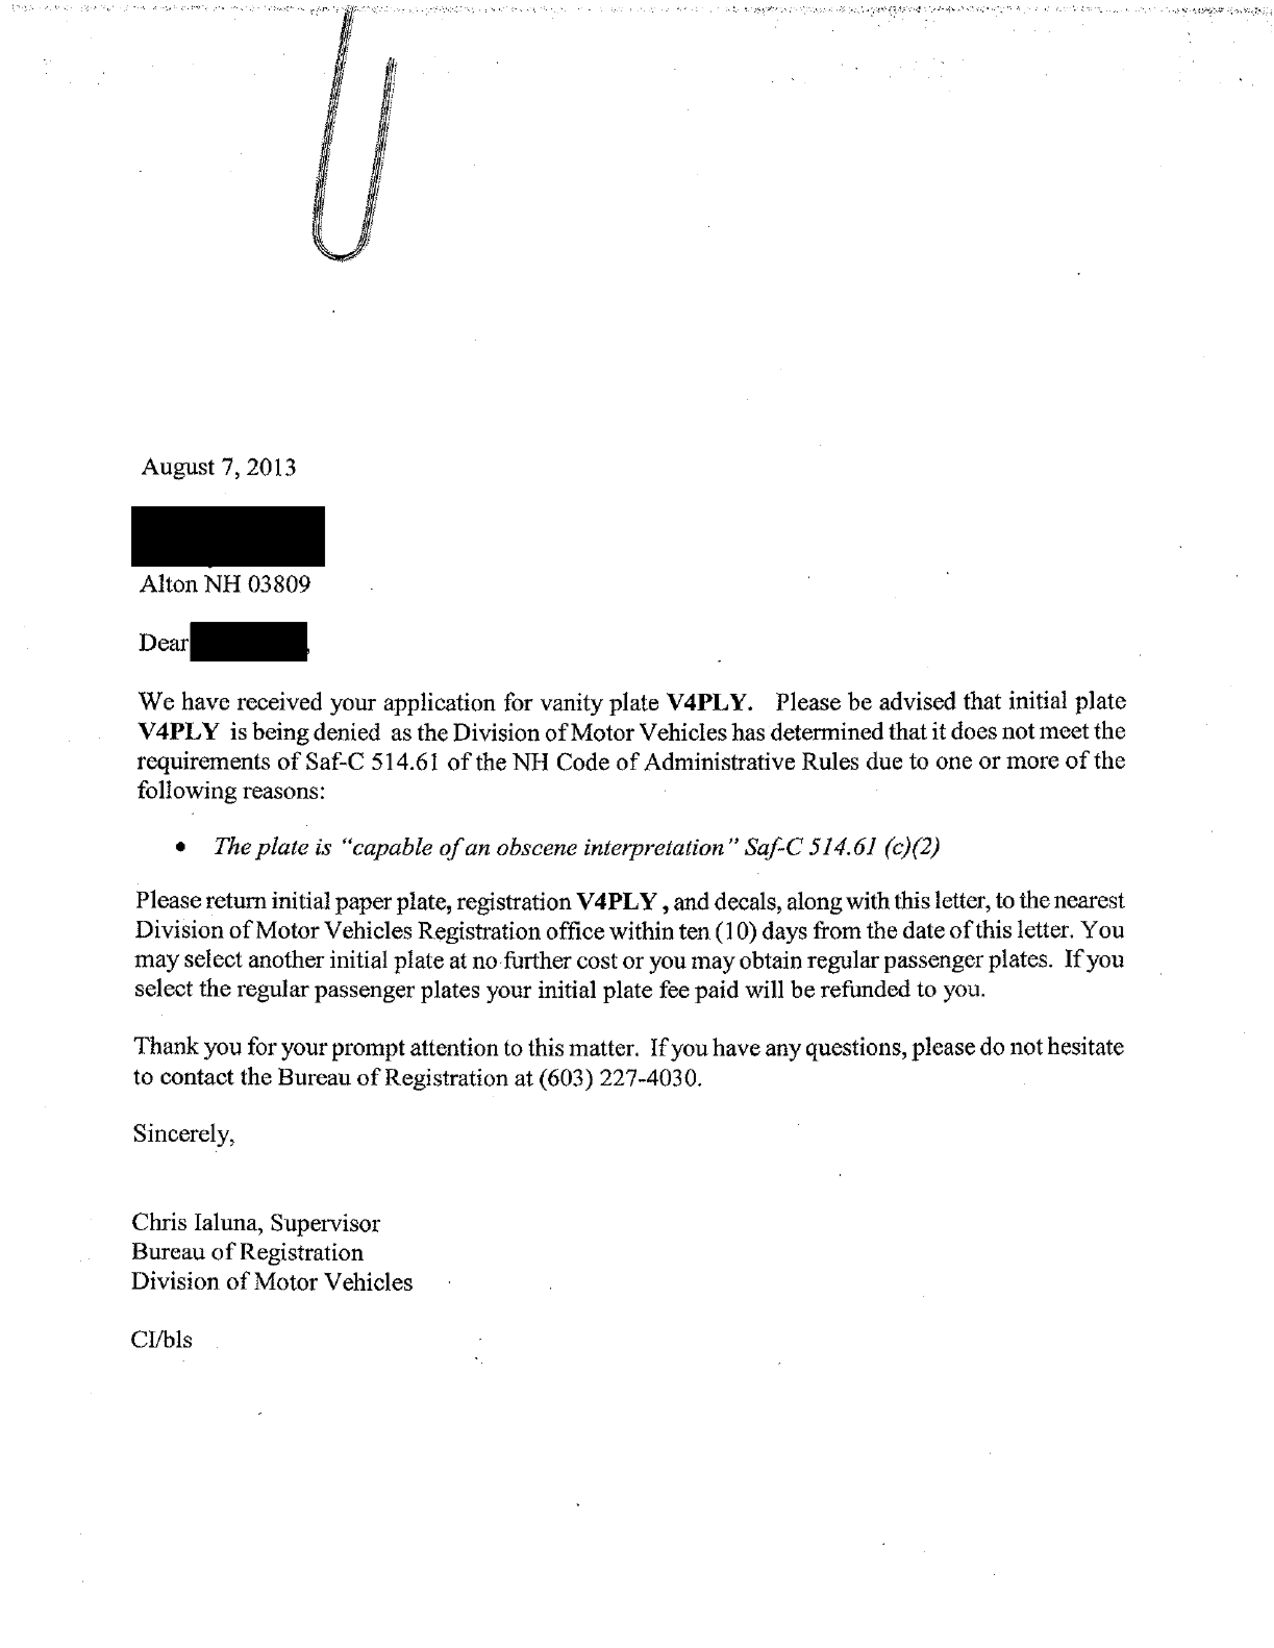 August 7, 2013
Alton NH 03809
Dear ,
We have received your application for vanity plate V4PLY. Please be advised that initial plate
V4PLY is being denied as the Division of Motor Vehicles has determined that it does not meet the
requirements of Saf-C 514.61 of the NH Code of Administrative Rules due to one or more of the
following reasons:
• The plate is "capable of an obscene interpretation" Saf-C 514.61 (c)(2)
Please return initial paper plate, registration V4PLY , and decals, along with this letter, to the nearest
Division of Motor Vehicles Registration office within ten (10) days from the date of this letter. You
may select another initial plate at no further cost or you may obtain regular passenger plates. If you
select the regular passenger plates your initial plate fee paid will be refunded to you.
Thank you for your prompt attention to this matter. If you have any questions, please do not hesitate
to contact the Bureau of Registration at (603) 227-4030.
Sincerely,
Chris Ialuna, Supervisor
Bureau of Registration
Division of Motor Vehicles
CI/bls